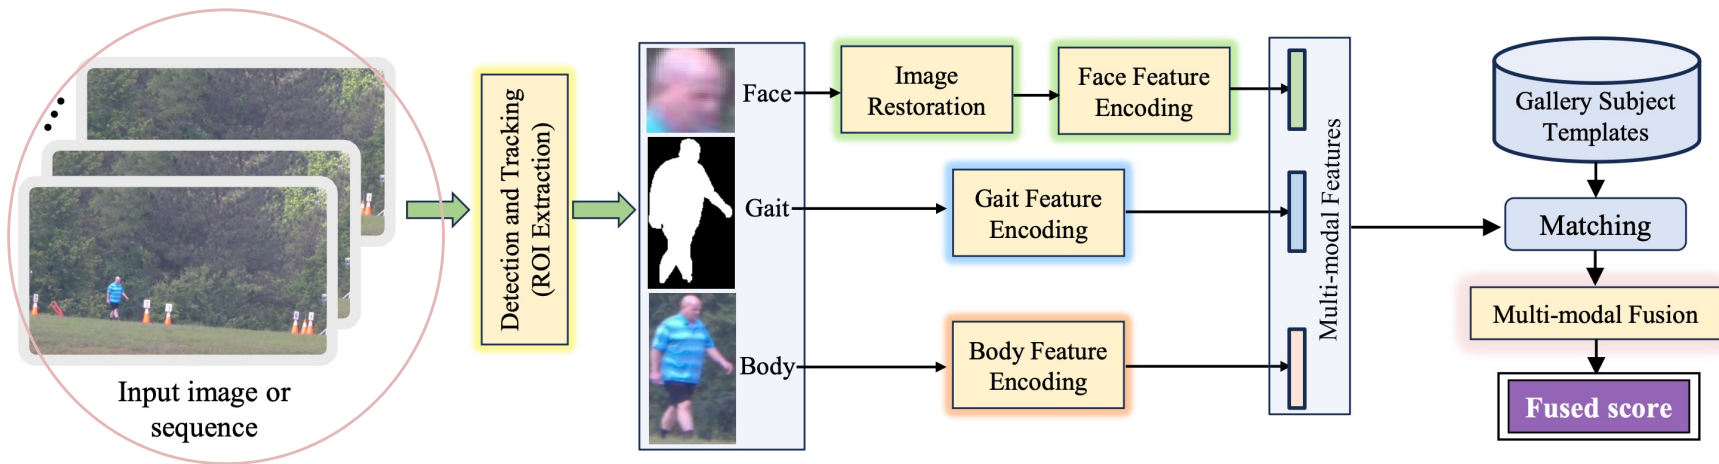 Input image or
sequence
Detection and Tracking
(ROI Extraction)
Face
Gait
Body
Image
Restoration
Face Feature
Encoding
Gait Feature
Encoding
Body Feature
Encoding
Multi-modal Features
Gallery Subject
Templates
Matching
Multi-modal Fusion
Fused score